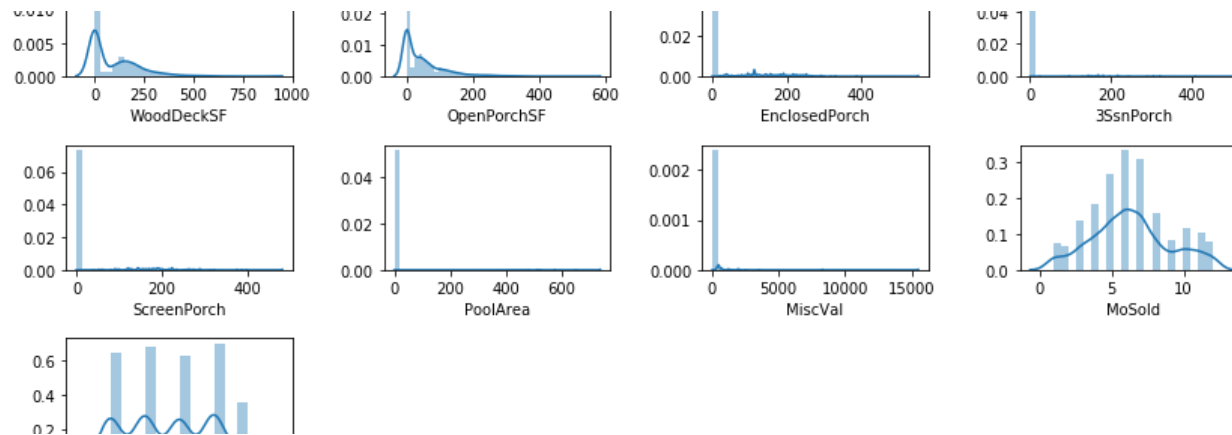 0.010 0.02 0.02 0.04
0.005 0.01 0.02
0.000 0.00 0.00 0.00
0 250 500 750 1000 0 200 400 600 0 200 400 0 200 400
WoodDeckSF OpenPorchSF EnclosedPorch 3SsnPorch
0.06 0.04 0.002 0.3
0.04 0.02 0.001 0.2
0.02 0.1
0.00 0.00 0.000 0.0
0 200 400 0 200 400 600 0 5000 10000 15000 0 5 10
ScreenPorch PoolArea MiscVal MoSold
0.6
0.4
0.2